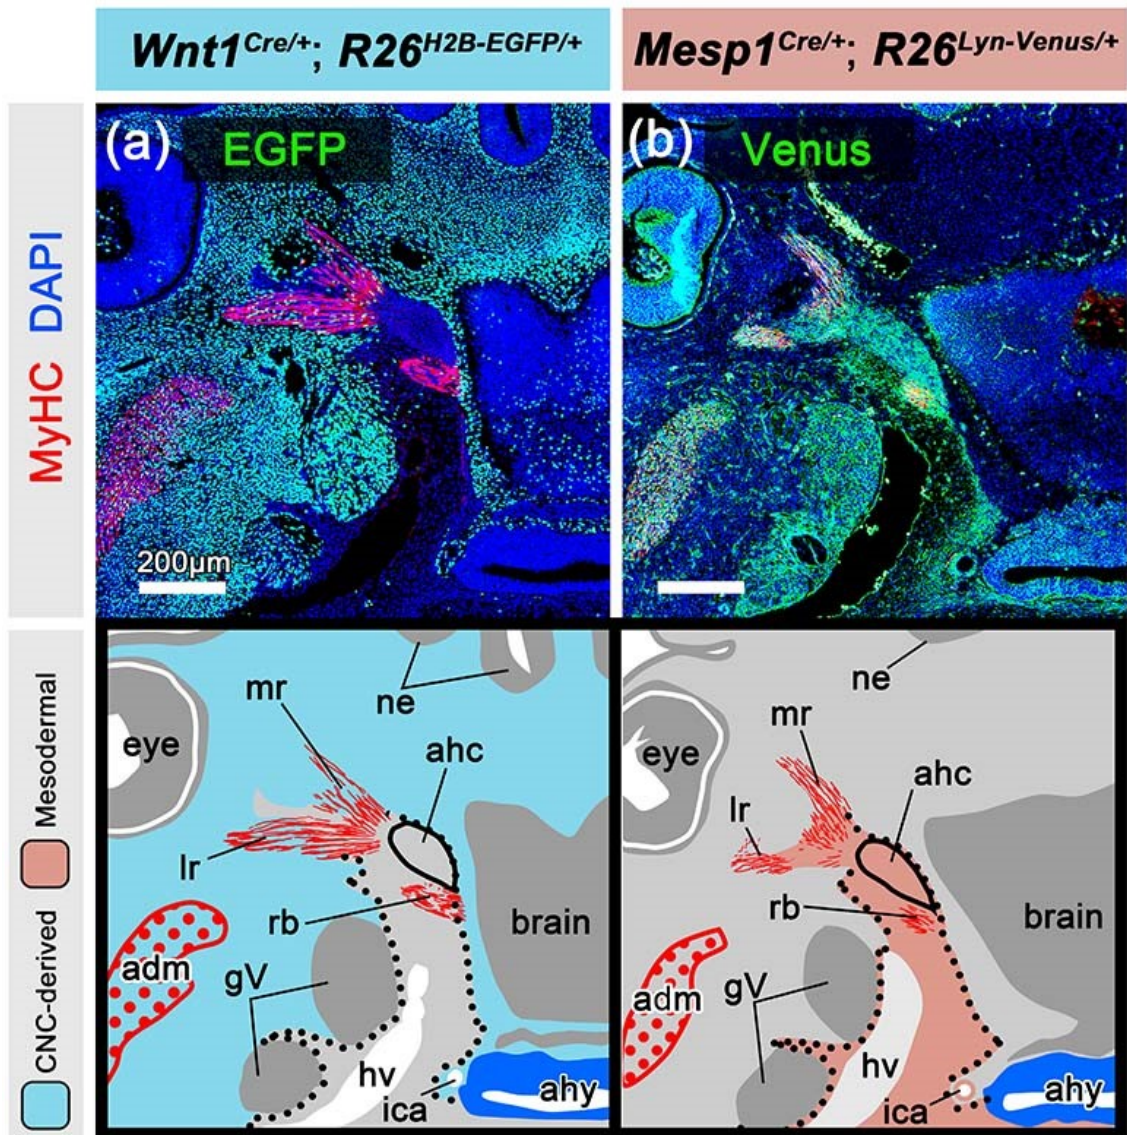 Wnt1Cre/+; R26H2B-EGFP/+
Mesp1Cre/+; R26Lyn-Venus/+
MyHC DAPI
(a) EGFP
200µm
(b) Venus
CNC-derived Mesodermal
ne
mr
eye
ahc
lr
rb
brain
adm
gV
hv
ica
ahy
ne
mr
eye
ahc
lr
rb
brain
adm
gV
hv
ica
ahy